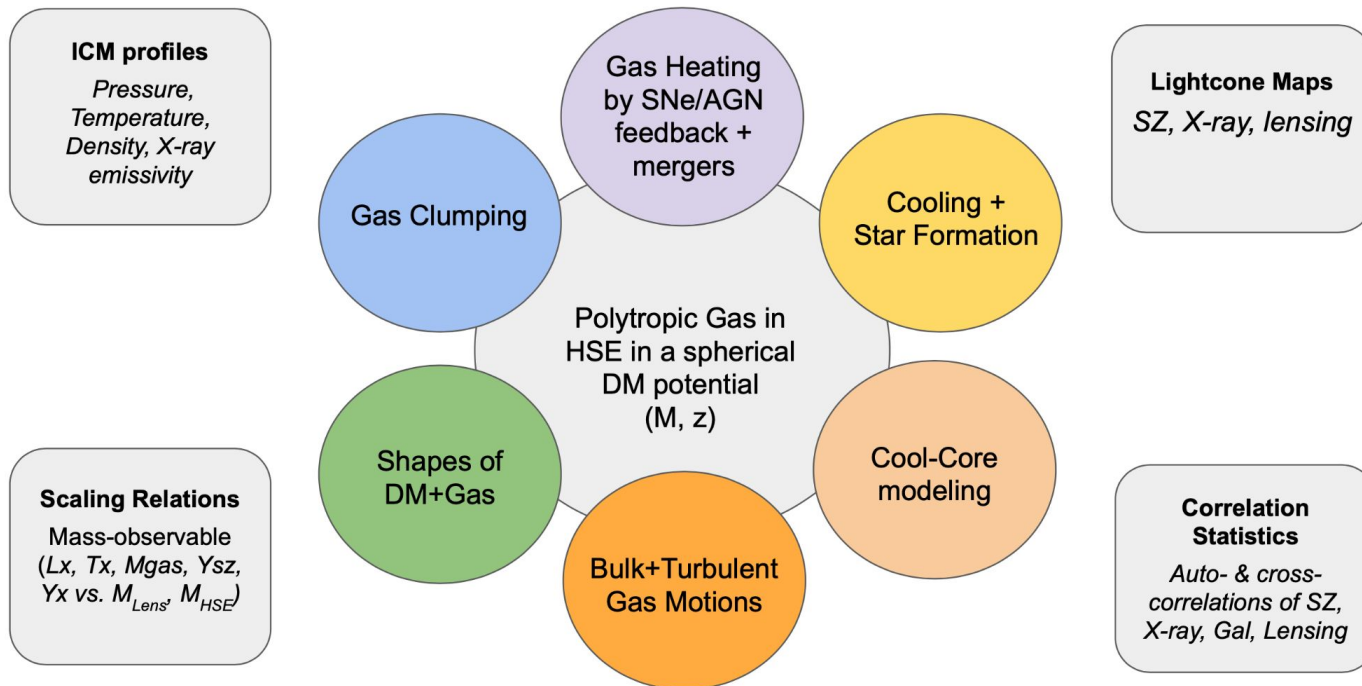 ICM profiles
Pressure,
Temperature,
Density, X-ray
emissivity
Gas Heating
by SNe/AGN
feedback +
mergers
Lightcone Maps
SZ, X-ray, lensing
Gas Clumping
Cooling +
Star Formation
Polytropic Gas in
HSE in a spherical
DM potential
(M, z)
Shapes of
DM+Gas
Cool-Core
modeling
Bulk+Turbulent
Gas Motions
Scaling Relations
Mass-observable
(Lx, Tx, Mgas, Ysz,
Yx vs. M_Lens, M_HSE)
Correlation
Statistics
Auto- & cross-
correlations of SZ,
X-ray, Gal, Lensing